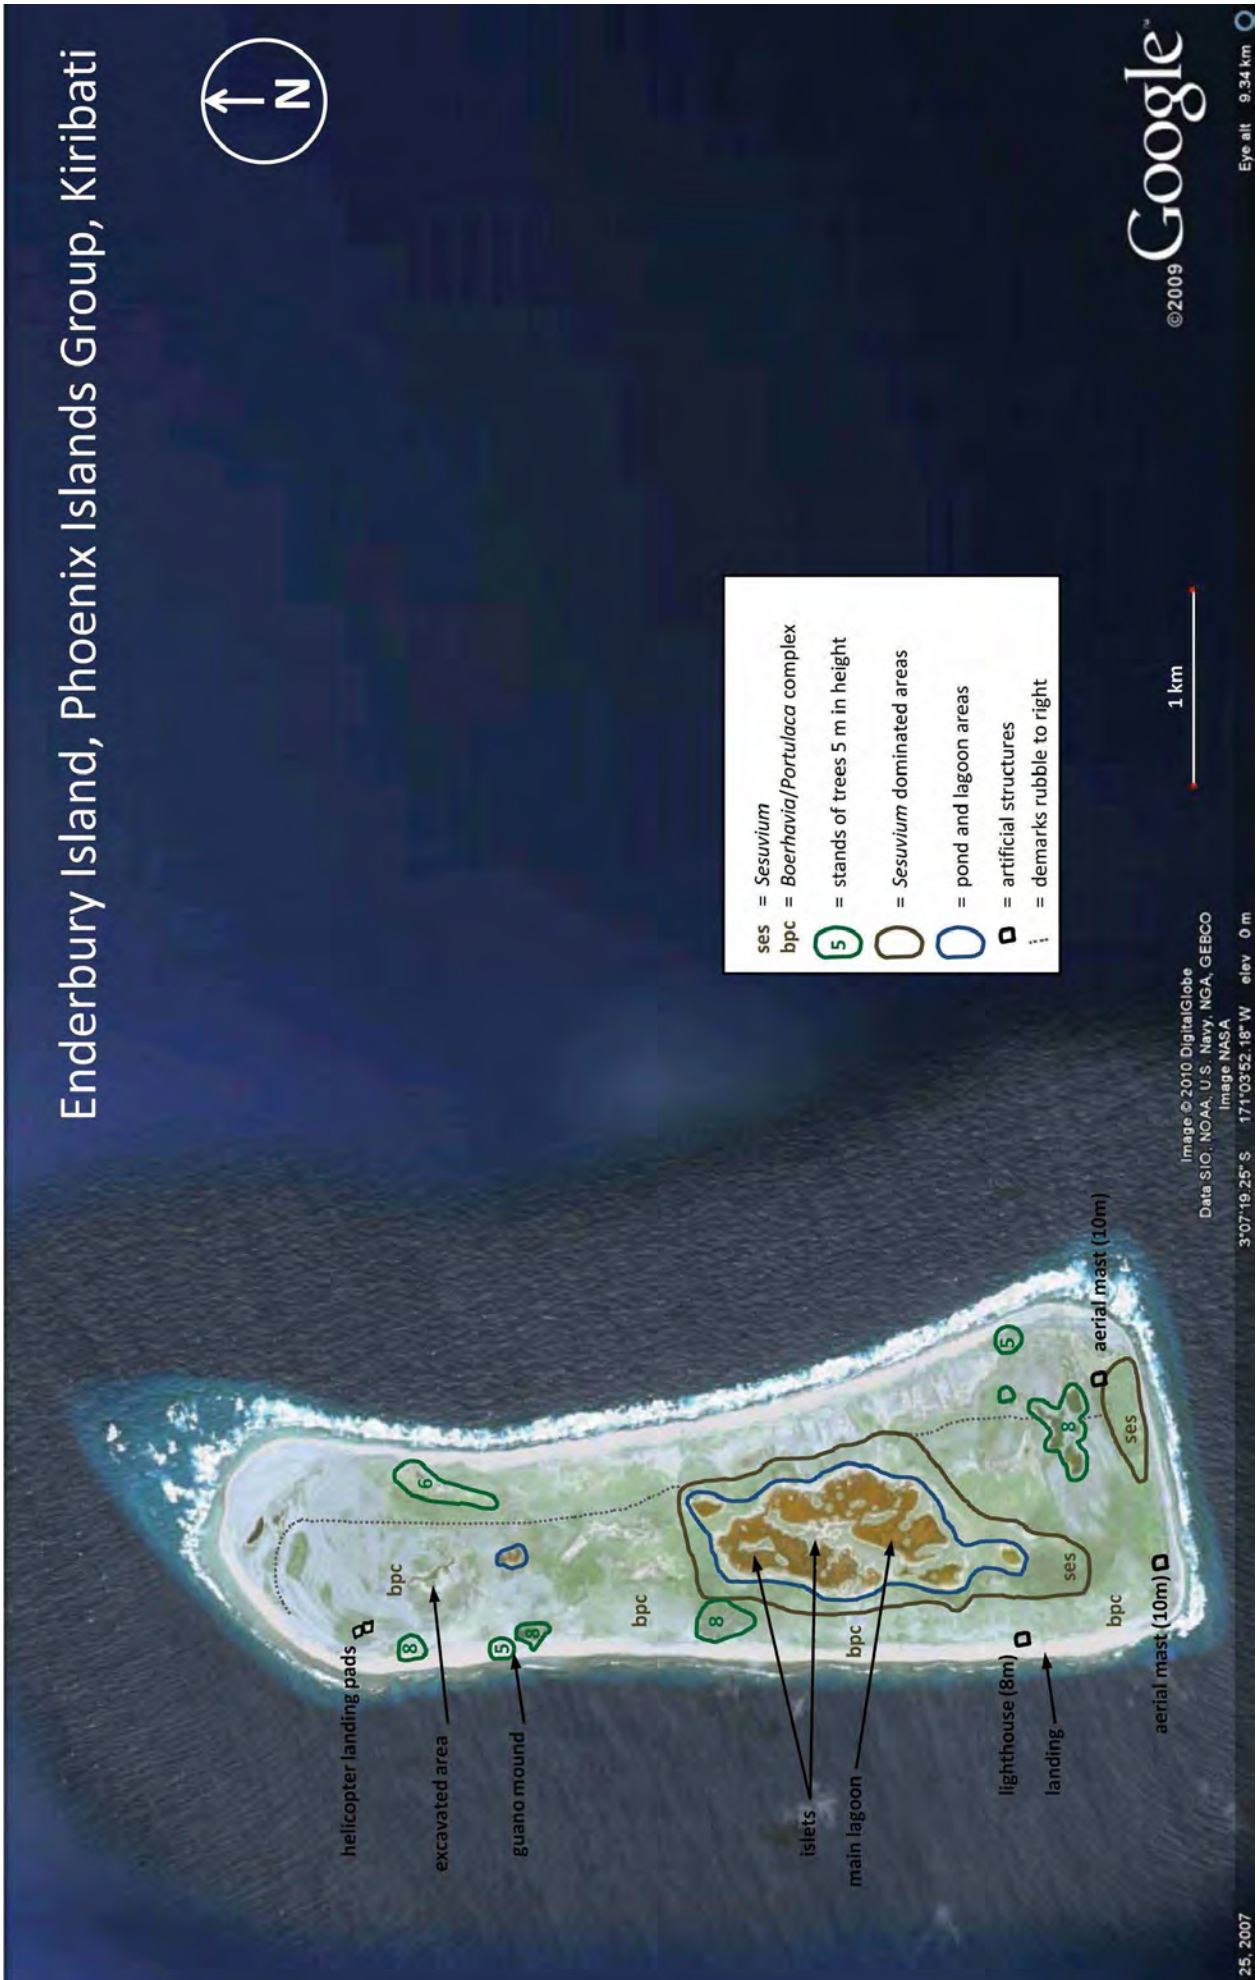 Enderbury Island, Phoenix Islands Group, Kiribati
N
helicopter landing pads
excavated area
guano mound
islets
main lagoon
lighthouse (8m)
landing
aerial mast (10m)
aerial mast (10m)
bpc
bpc
bpc
bpc
ses
ses
8
5
8
8
6
5
8
ses = Sesuvium
bpc = Boerhavia/Portulaca complex
5 = stands of trees 5 m in height
= Sesuvium dominated areas
= pond and lagoon areas
= artificial structures
= demarks rubble to right
1 km
Image © 2010 DigitalGlobe
Data SIO, NOAA, U.S. Navy, NGA, GEBCO
Image NASA
©2009 Google™
25, 2007
3°07'19.25" S 171°03'52.18" W elev 0 m
Eye alt 9.34 km